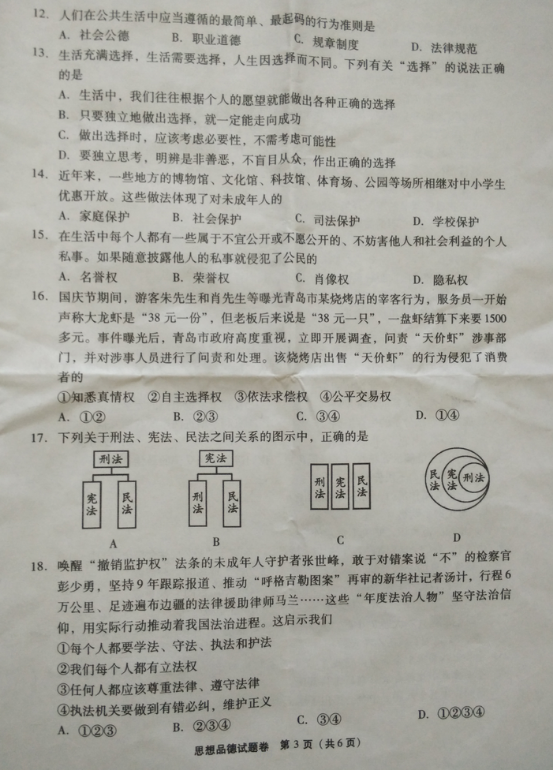 12. 人们在公共生活中应当遵循的最简单、最起码的行为准则是
A. 社会公德 B. 职业道德 C. 规章制度 D. 法律规范
13. 生活充满选择，生活需要选择，人生因选择而不同。下列有关“选择”的说法正确
的是
A. 生活中，我们往往根据个人的愿望就能做出各种正确的选择
B. 只要独立地做出选择，就一定能走向成功
C. 做出选择时，应该考虑必要性，不需考虑可能性
D. 要独立思考，明辨是非善恶，不盲目从众，作出正确的选择
14. 近年来，一些地方的博物馆、文化馆、科技馆、体育场、公园等场所相继对中小学生
优惠开放。这些做法体现了对未成年人的
A. 家庭保护 B. 社会保护 C. 司法保护 D. 学校保护
15. 在生活中每个人都有一些属于不宜公开或不愿公开的、不妨害他人和社会利益的个人
私事。如果随意披露他人的私事就侵犯了公民的
A. 名誉权 B. 荣誉权 C. 肖像权 D. 隐私权
16. 国庆节期间，游客朱先生和肖先生等曝光青岛市某烧烤店的宰客行为，服务员一开始
声称大龙虾是“38 元一份”，但老板后来说是“38 元一只”，一盘虾结算下来要 1500
多元。事件曝光后，青岛市政府高度重视，立即开展调查，问责“天价虾”涉事部
门，并对涉事人员进行了问责和处理。该烧烤店出售“天价虾”的行为侵犯了消费
者的
①知悉真情权 ②自主选择权 ③依法求偿权 ④公平交易权
A. ①② B. ②③ C. ③④ D. ①④
17. 下列关于刑法、宪法、民法之间关系的图示中，正确的是
刑法 宪法 民法
宪法 刑法 民法
刑法 宪法 民法
民法 宪法 刑法
A B C D
18. 唤醒“撤销监护权”法条的未成年人守护者张世峰，敢于对错案说“不”的检察官
彭少勇，坚持 9 年跟踪报道、推动“呼格吉勒图案”再审的新华社记者汤计，行程 6
万公里、足迹遍布边疆的法律援助律师马兰……这些“年度法治人物”坚守法治信
仰，用实际行动推动着我国法治进程。这启示我们
①每个人都要学法、守法、执法和护法
②我们每个人都有立法权
③任何人都应该尊重法律、遵守法律
④执法机关要做到有错必纠，维护正义
A. ①②③ B. ②③④ C. ③④ D. ①②③④
思想品德试题卷 第 3 页（共 6 页）